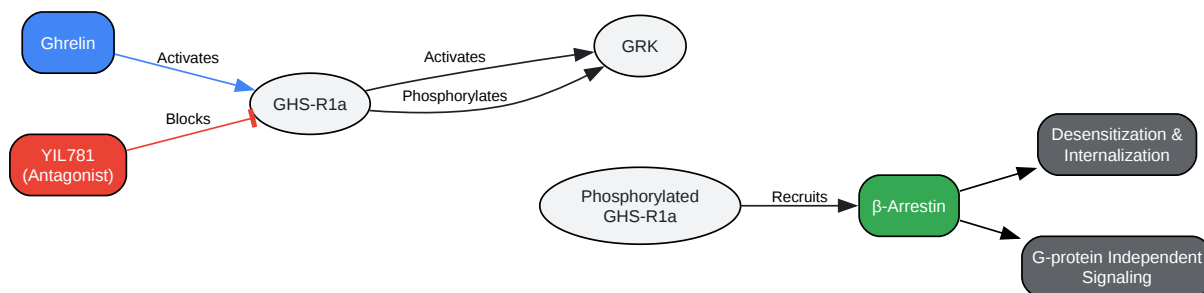 Ghrelin
Activates
GHS-R1a
Activates
GRK
Phosphorylates
Blocks
YIL781
(Antagonist)
Phosphorylated
GHS-R1a
Recruits
β-Arrestin
Desensitization &
Internalization
G-protein Independent
Signaling